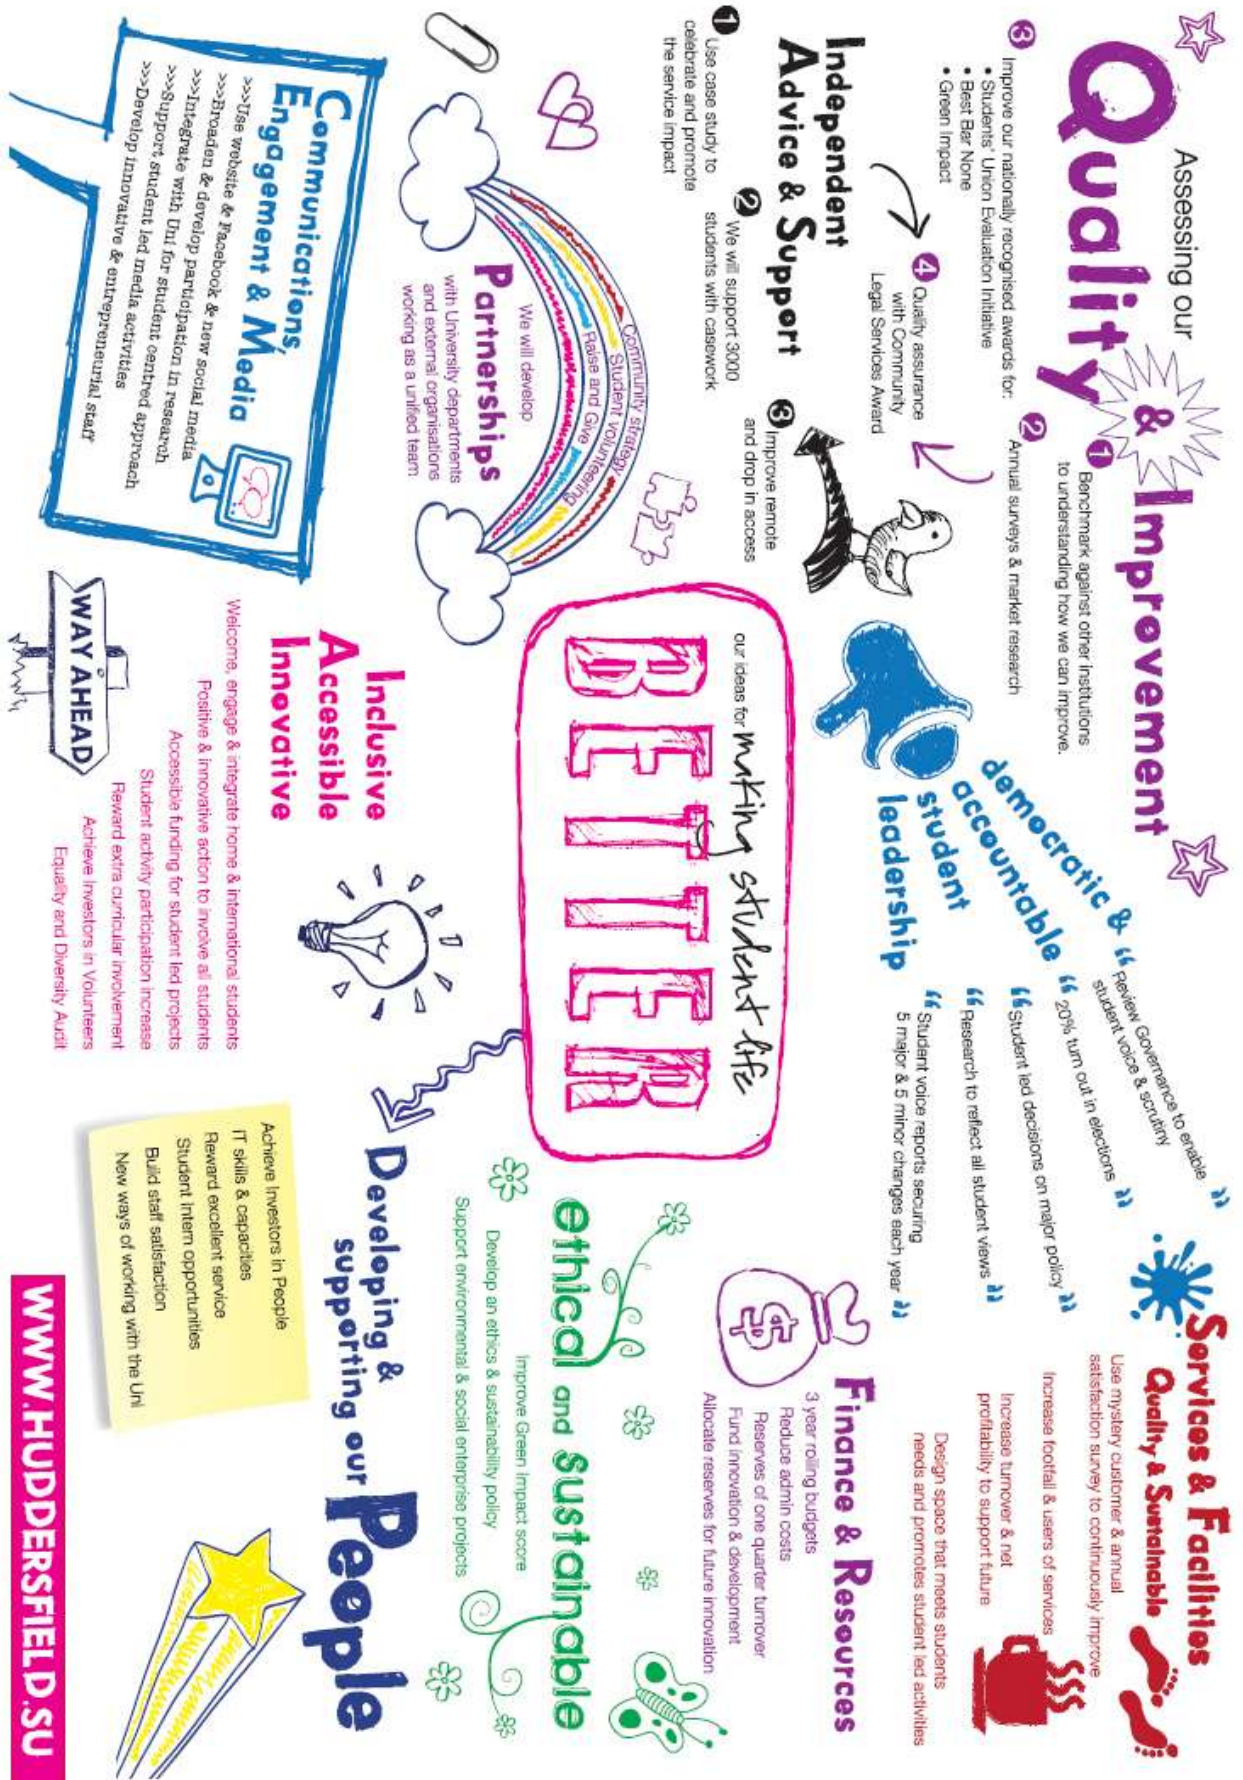 Assessing our
Quality & Improvement
1 Benchmark against other institutions
to understanding how we can improve.
2 Annual surveys & market research
3 Improve our nationally recognised awards for:
• Students' Union Evaluation Initiative
• Best Bar None
• Green Impact
4 Quality assurance
with Community
Legal Services Award
Independent
Advice & Support
1 Use case study to
celebrate and promote
the service impact
2 We will support 3000
students with casework
3 Improve remote
and drop in access
Community strategy
Student volunteering
Raise and Give
Partnerships
We will develop
with University departments
and external organisations
working as a unified team
Communications,
Engagement & Media
>>>Use website & Facebook & new social media
>>>Broaden & develop participation in research
>>>Integrate with Uni for student centred approach
>>>Support student led media activities
>>>Develop innovative & entrepreneurial staff
our ideas for making student life
BETTER
democratic &
accountable
student
leadership
“ Review Governance to enable
student voice & scrutiny ”
“ 20% turn out in elections ”
“ Student led decisions on major policy ”
“ Research to reflect all student views ”
“ Student voice reports securing
5 major & 5 minor changes each year ”
Services & Facilities
Quality & Sustainable
Use mystery customer & annual
satisfaction survey to continuously improve
Increase footfall & users of services
Increase turnover & net
profitability to support future
Design space that meets students
needs and promotes student led activities
Finance & Resources
3 year rolling budgets
Reduce admin costs
Reserves of one quarter turnover
Fund innovation & development
Allocate reserves for future innovation
$
ethical and sustainable
Improve Green Impact score
Develop an ethics & sustainability policy
Support environmental & social enterprise projects
Inclusive
Accessible
Innovative
Welcome, engage & integrate home & international students
Positive & innovative action to involve all students
Accessible funding for student led projects
Student activity participation increase
Reward extra curricular involvement
Achieve Investors in Volunteers
Equality and Diversity Audit
WAY AHEAD
Developing &
supporting our People
Achieve Investors in People
IT skills & capacities
Reward excellent service
Student intern opportunities
Build staff satisfaction
New ways of working with the Uni
WWW.HUDDERSFIELD.SU